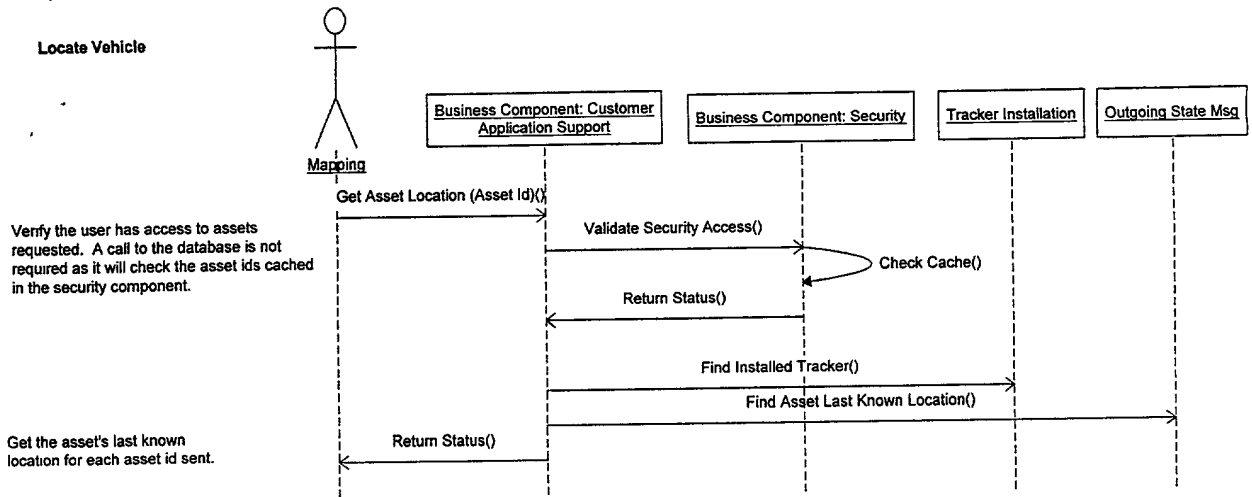 Locate Vehicle
Business Component: Customer
Application Support
Business Component: Security
Tracker Installation
Outgoing State Msg
Mapping
Get Asset Location (Asset Id)()
Verify the user has access to assets
requested. A call to the database is not
required as it will check the asset ids cached
in the security component.
Validate Security Access()
Check Cache()
Return Status()
Find Installed Tracker()
Find Asset Last Known Location()
Get the asset's last known
location for each asset id sent.
Return Status()